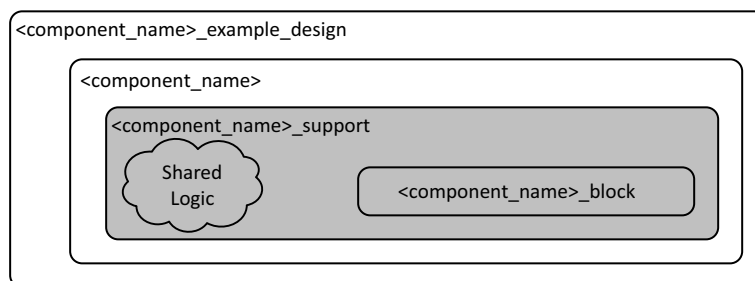 <component_name>_example_design
<component_name>
<component_name>_support
Shared
Logic
<component_name>_block